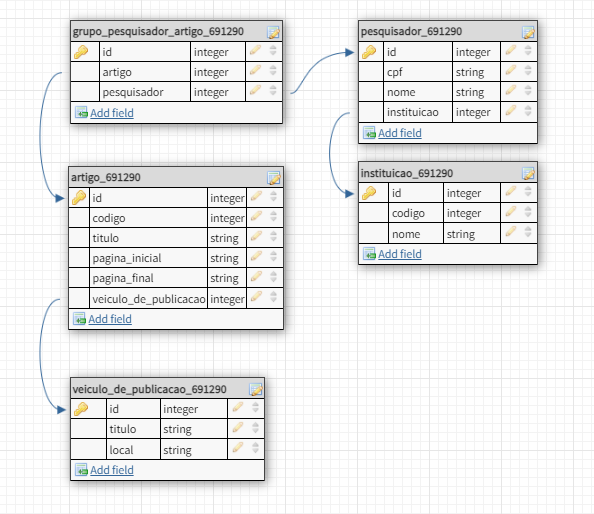 grupo_pesquisador_artigo_691290
id integer
artigo integer
pesquisador integer
Add field
pesquisador_691290
id integer
cpf string
nome string
instituicao integer
Add field
artigo_691290
id integer
codigo integer
titulo string
pagina_inicial string
pagina_final string
veiculo_de_publicacao integer
Add field
instituicao_691290
id integer
codigo integer
nome string
Add field
veiculo_de_publicacao_691290
id integer
titulo string
local string
Add field